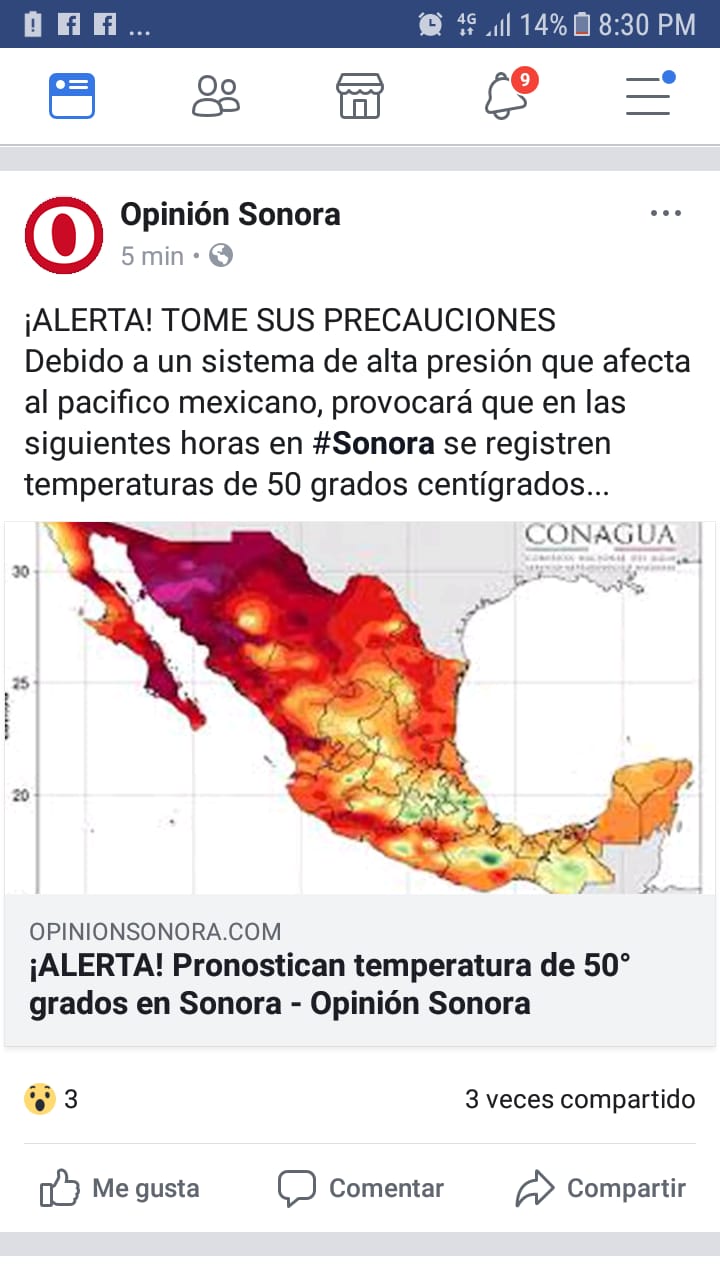 ...
4G 14% 8:30 PM
9
Opinión Sonora
5 min •
¡ALERTA! TOME SUS PRECAUCIONES
Debido a un sistema de alta presión que afecta
al pacifico mexicano, provocará que en las
siguientes horas en #Sonora se registren
temperaturas de 50 grados centígrados...
CONAGUA
30
25
20
OPINIONSONORA.COM
¡ALERTA! Pronostican temperatura de 50°
grados en Sonora - Opinión Sonora
3
3 veces compartido
Me gusta
Comentar
Compartir